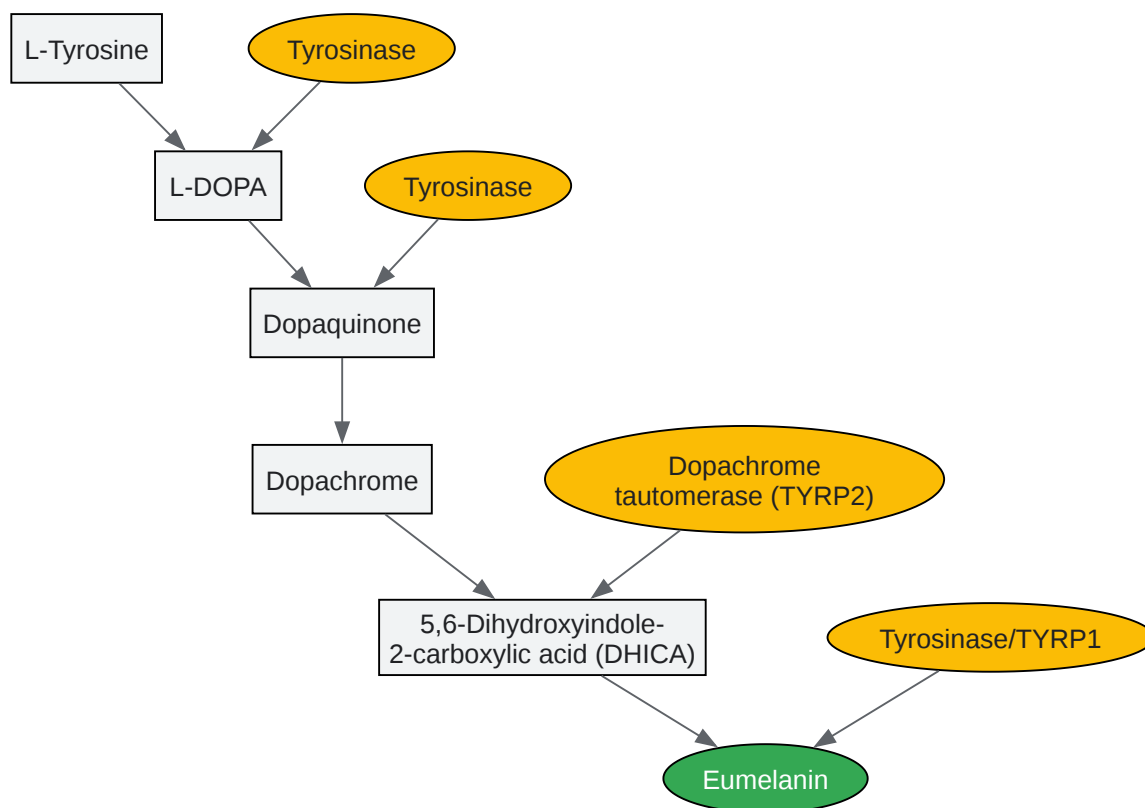 L-Tyrosine
Tyrosinase
L-DOPA
Tyrosinase
Dopaquinone
Dopachrome
Dopachrome
tautomerase (TYRP2)
5,6-Dihydroxyindole-
2-carboxylic acid (DHICA)
Tyrosinase/TYRP1
Eumelanin